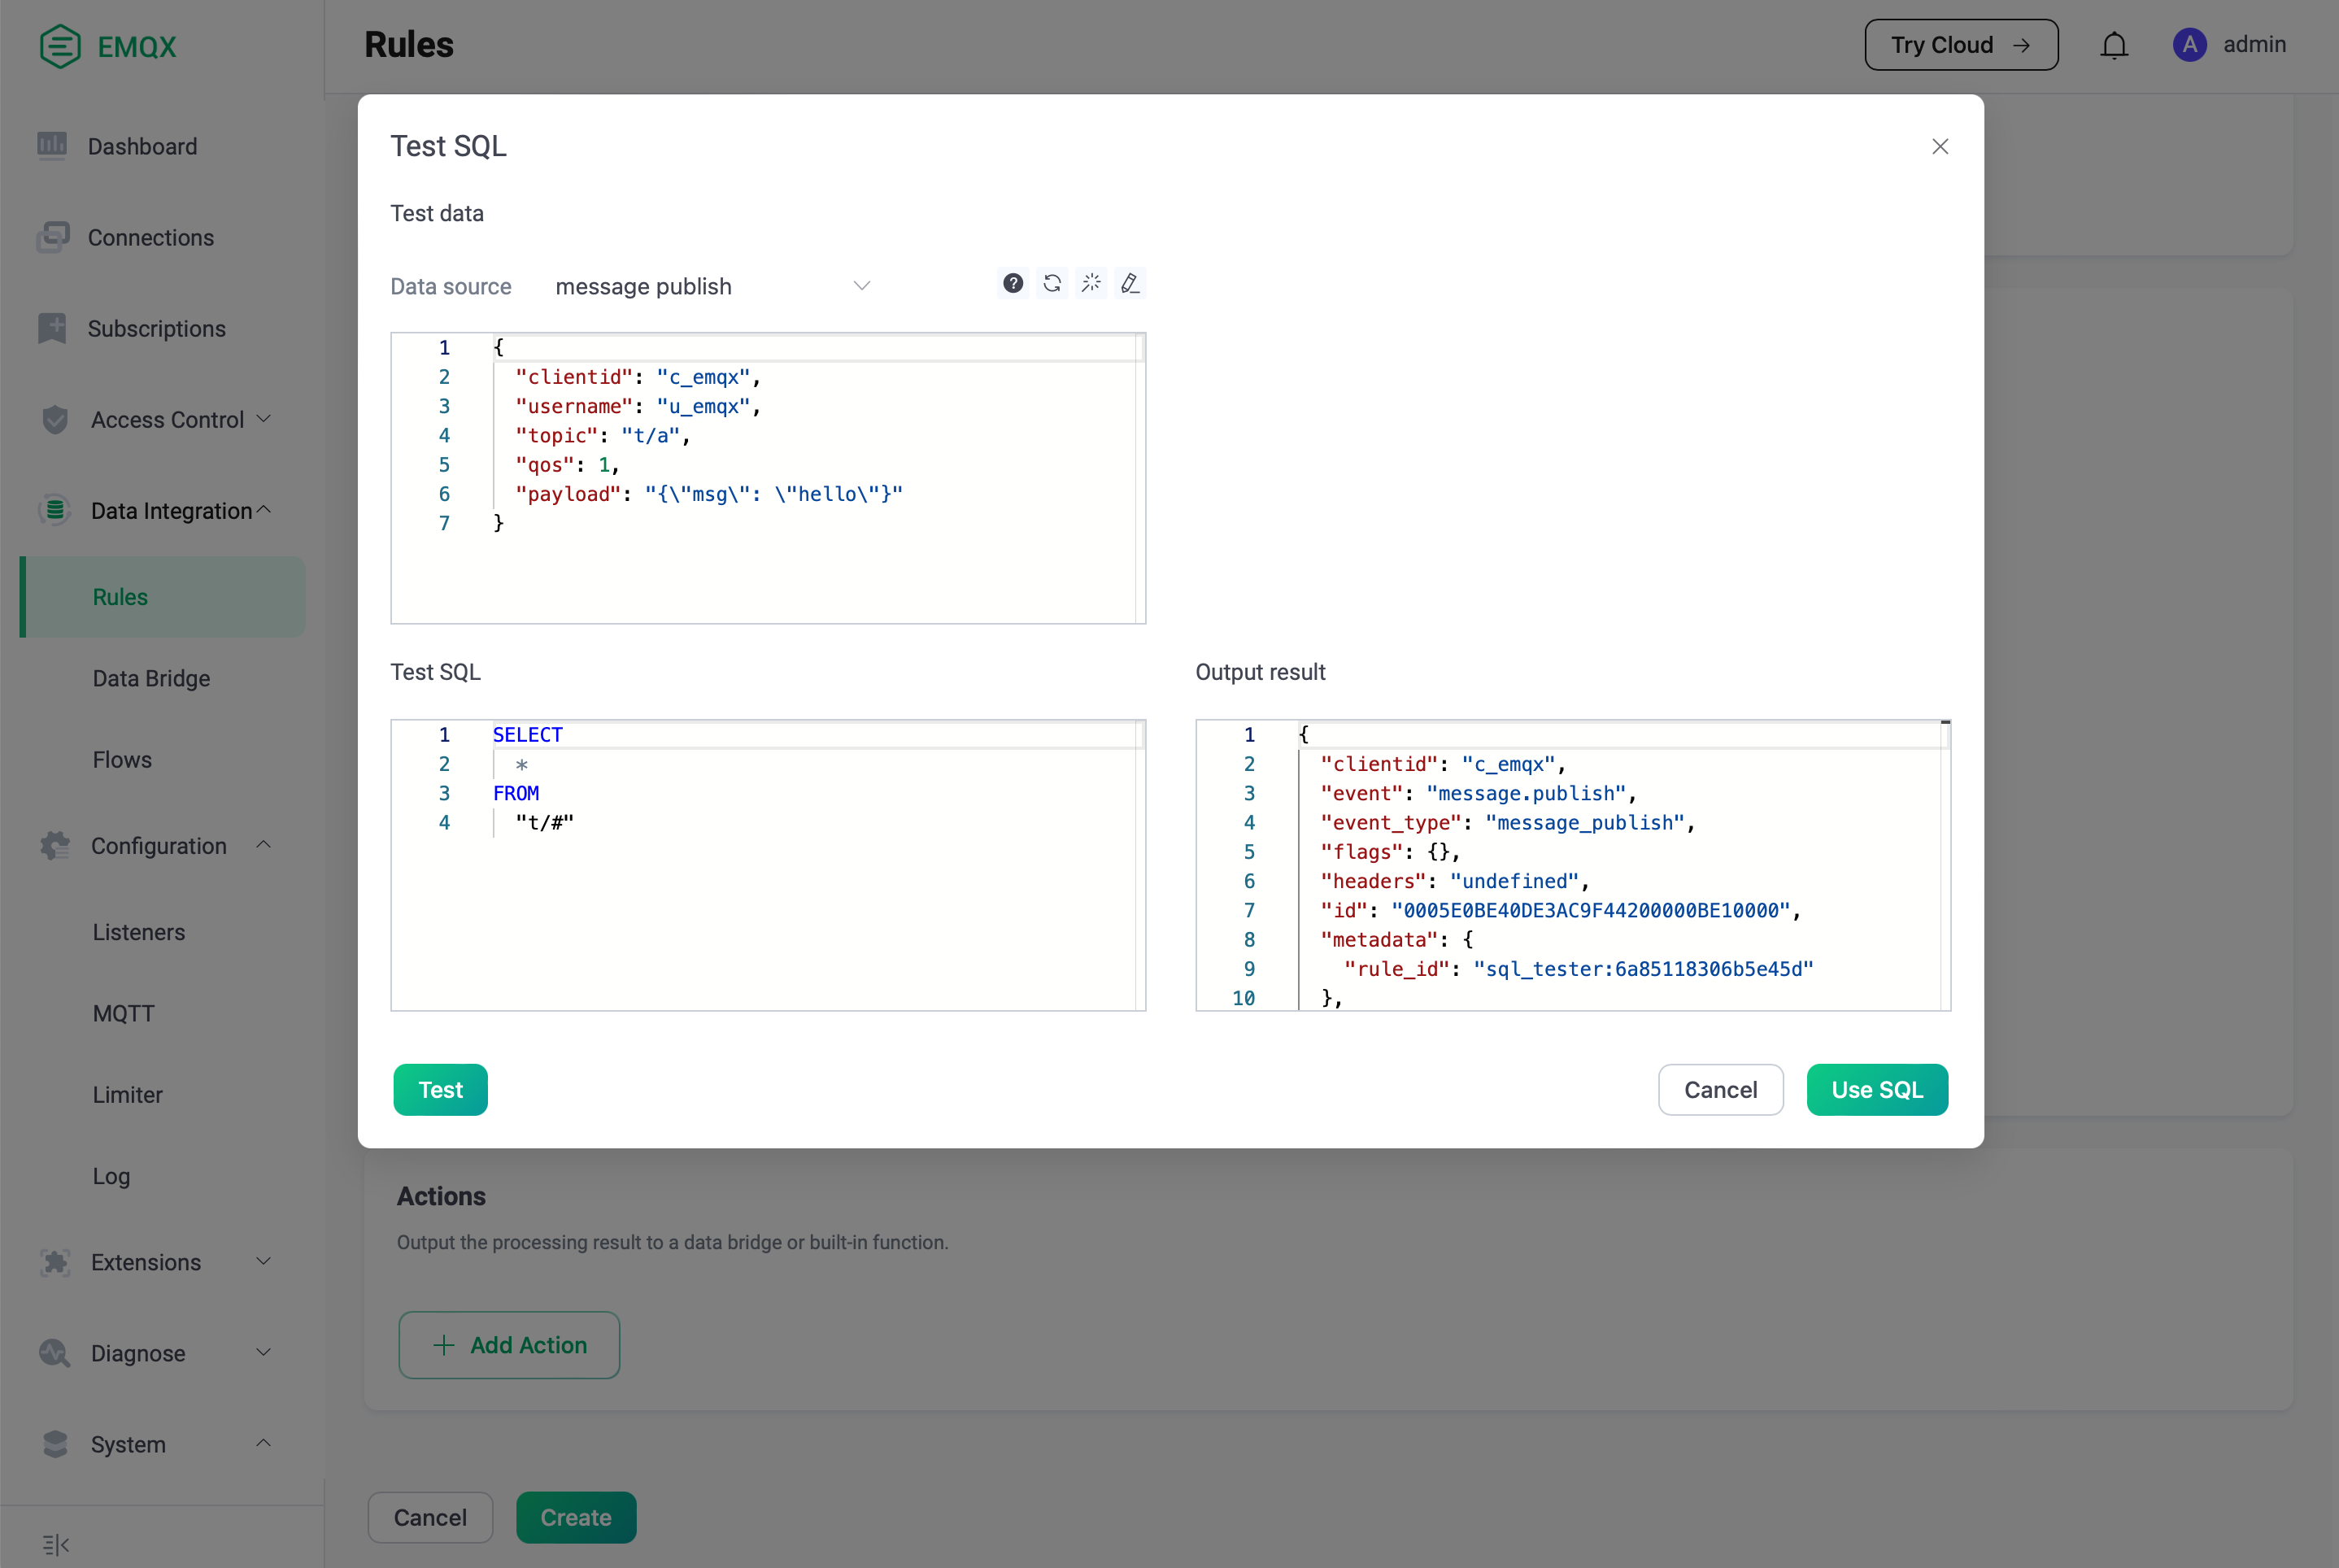 EMQX
Rules
Try Cloud →
A admin
Dashboard
Connections
Subscriptions
Access Control
Data Integration
Rules
Data Bridge
Flows
Configuration
Listeners
MQTT
Limiter
Log
Extensions
Diagnose
System
Test SQL
Test data
Data source message publish
1 {
2 "clientid": "c_emqx",
3 "username": "u_emqx",
4 "topic": "t/a",
5 "qos": 1,
6 "payload": "{\"msg\": \"hello\"}"
7 }
Test SQL
1 SELECT
2 *
3 FROM
4 "t/#"
Output result
1 {
2 "clientid": "c_emqx",
3 "event": "message.publish",
4 "event_type": "message_publish",
5 "flags": {},
6 "headers": "undefined",
7 "id": "0005E0BE40DE3AC9F44200000BE10000",
8 "metadata": {
9 "rule_id": "sql_tester:6a85118306b5e45d"
10 },
Test
Cancel
Use SQL
Actions
Output the processing result to a data bridge or built-in function.
+ Add Action
Cancel
Create